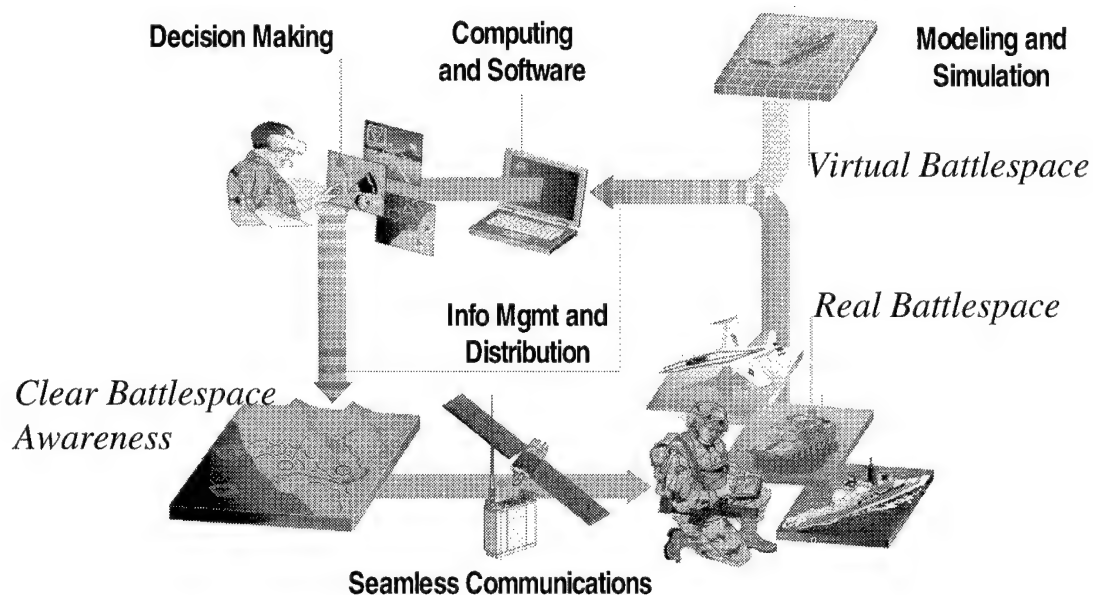 Decision Making
Computing
and Software
Modeling and
Simulation
Virtual Battlespace
Real Battlespace
Info Mgmt and
Distribution
Clear Battlespace
Awareness
Seamless Communications